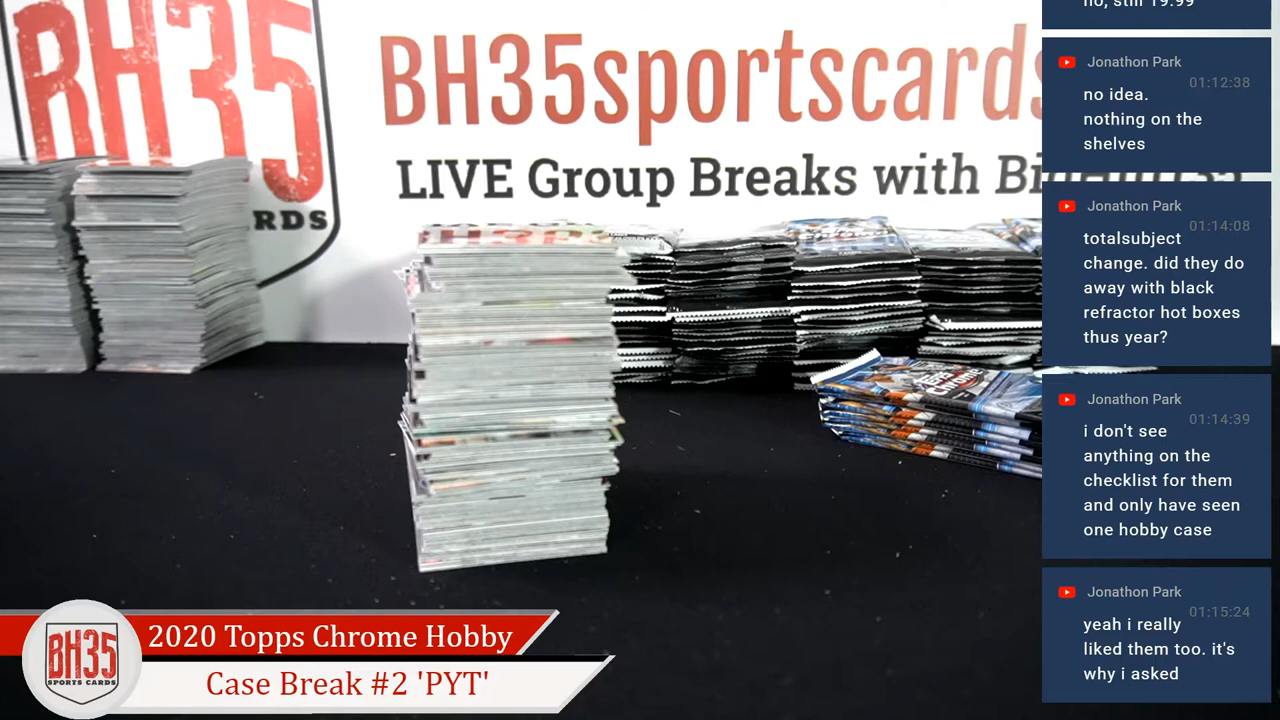 BH35
CARDS
BH35sportscards
LIVE Group Breaks with
no, still 19.99
Jonathon Park
01:12:38
no idea.
nothing on the
shelves
Jonathon Park
01:14:08
totalsubject
change. did they do
away with black
refractor hot boxes
thus year?
Jonathon Park
01:14:39
i don't see
anything on the
checklist for them
and only have seen
one hobby case
Jonathon Park
01:15:24
yeah i really
liked them too. it's
why i asked
BH35
SPORTS CARDS
2020 Topps Chrome Hobby
Case Break #2 'PYT'